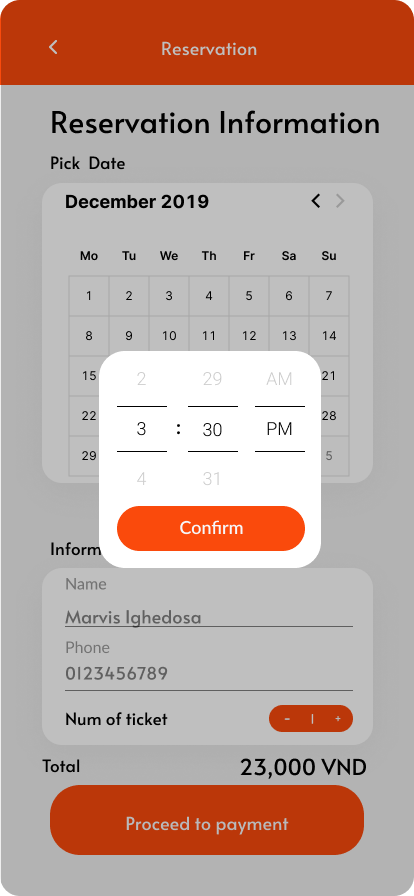 Reservation
Reservation Information
Pick Date
December 2019
Mo Tu We Th Fr Sa Su
1 2 3 4 5 6 7
8 9 10 11 12 13 14
15 21
22 28
29 5
2 29 AM
3 : 30 PM
4 31
Confirm
Inform
Name
Marvis Ighedosa
Phone
0123456789
Num of ticket - 1 +
Total 23,000 VND
Proceed to payment